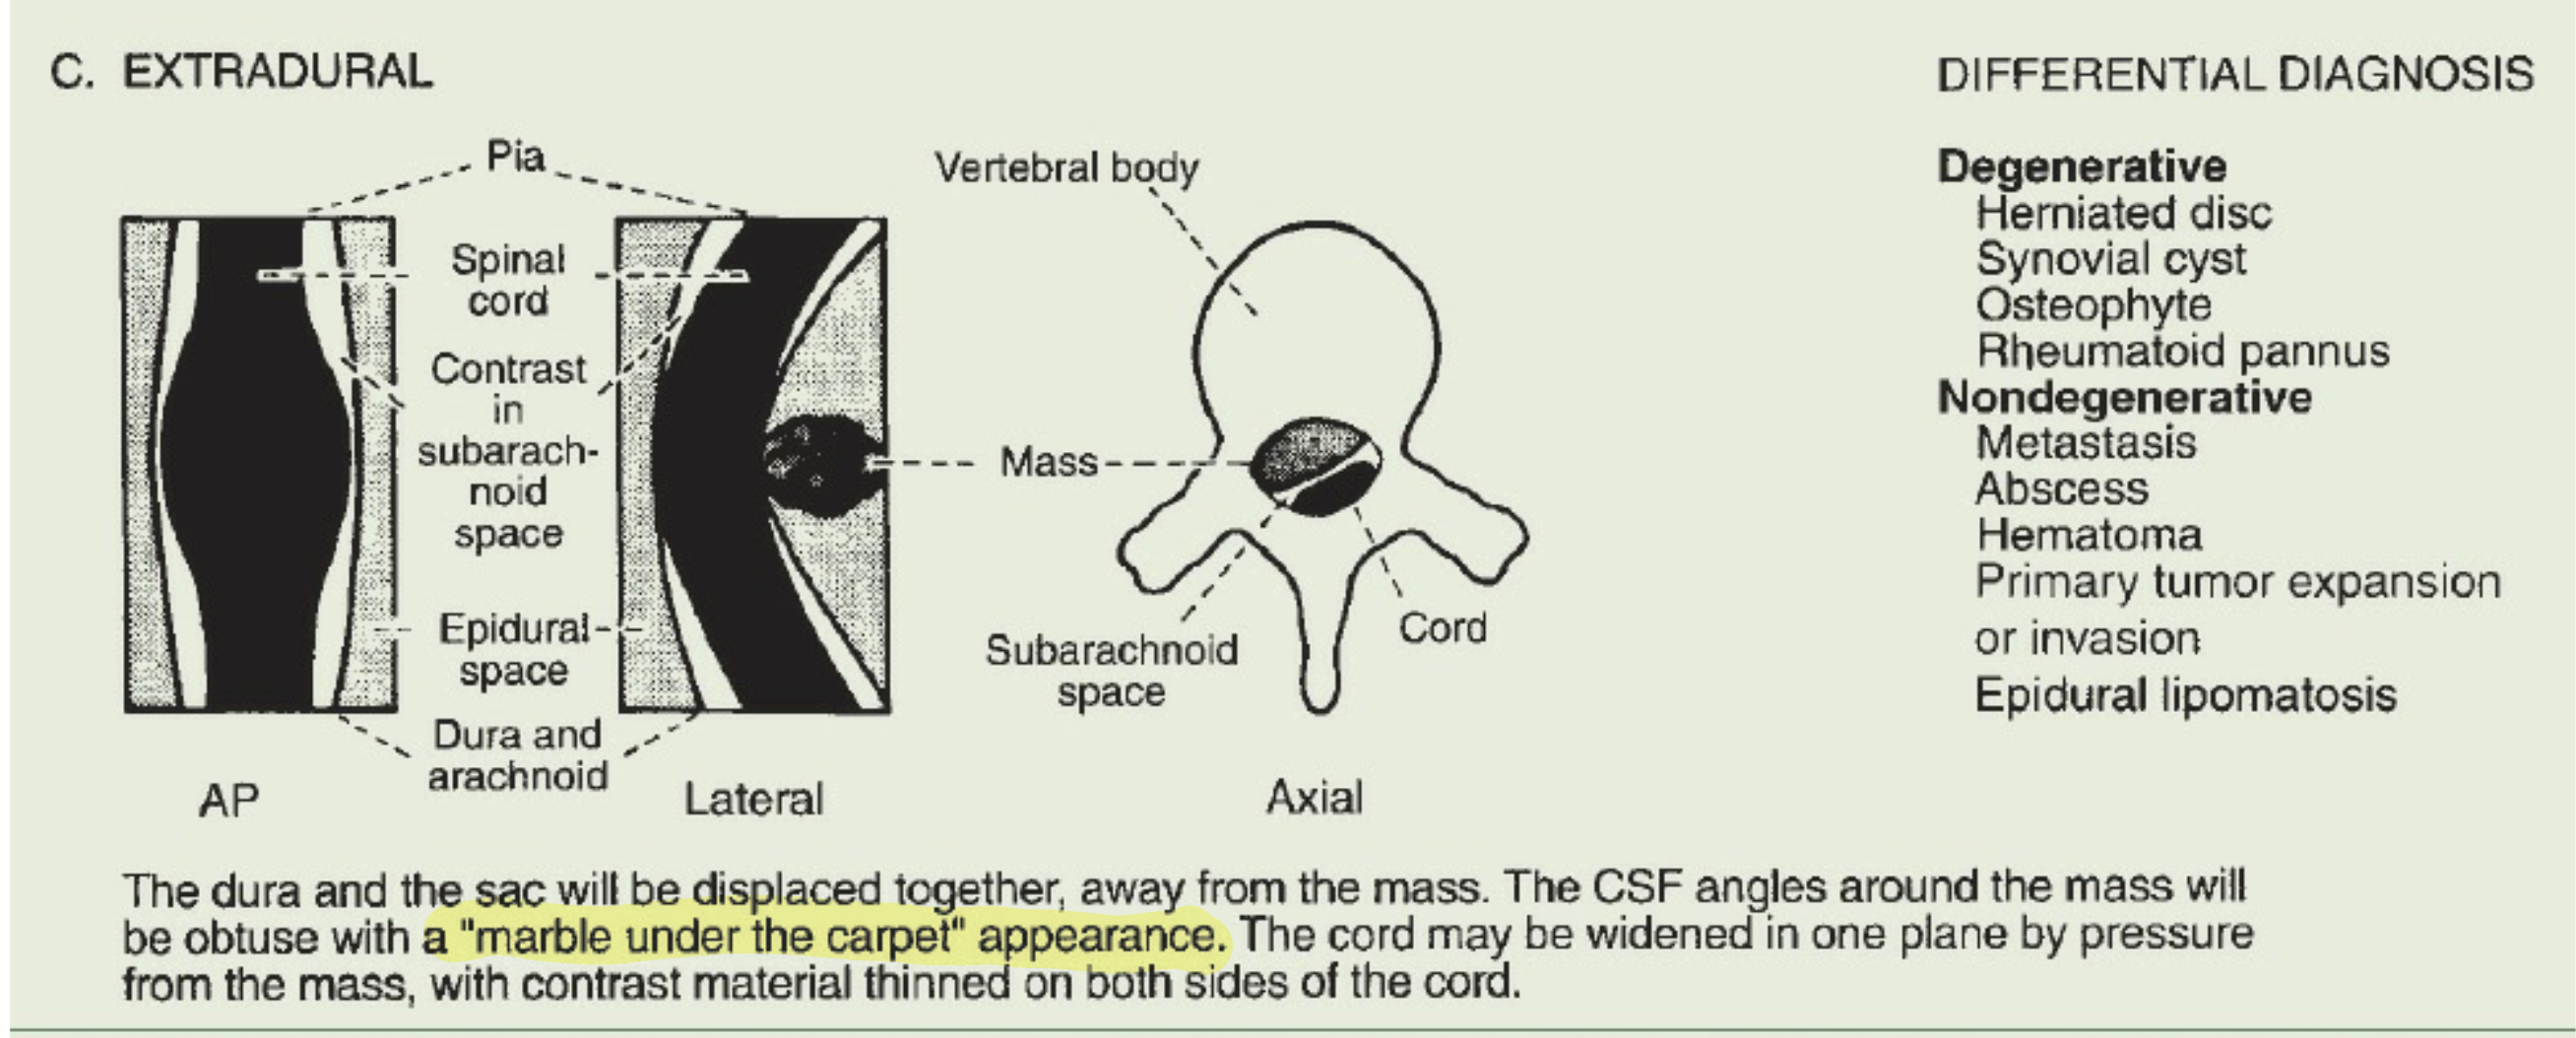 C. EXTRADURAL
Pia
Spinal
cord
Contrast
in
subarach-
noid
space
Epidural
space
Dura and
arachnoid
AP
Lateral
Vertebral body
Mass
Subarachnoid
space
Cord
Axial
DIFFERENTIAL DIAGNOSIS
Degenerative
Herniated disc
Synovial cyst
Osteophyte
Rheumatoid pannus
Nondegenerative
Metastasis
Abscess
Hematoma
Primary tumor expansion
or invasion
Epidural lipomatosis
The dura and the sac will be displaced together, away from the mass. The CSF angles around the mass will
be obtuse with a "marble under the carpet" appearance. The cord may be widened in one plane by pressure
from the mass, with contrast material thinned on both sides of the cord.